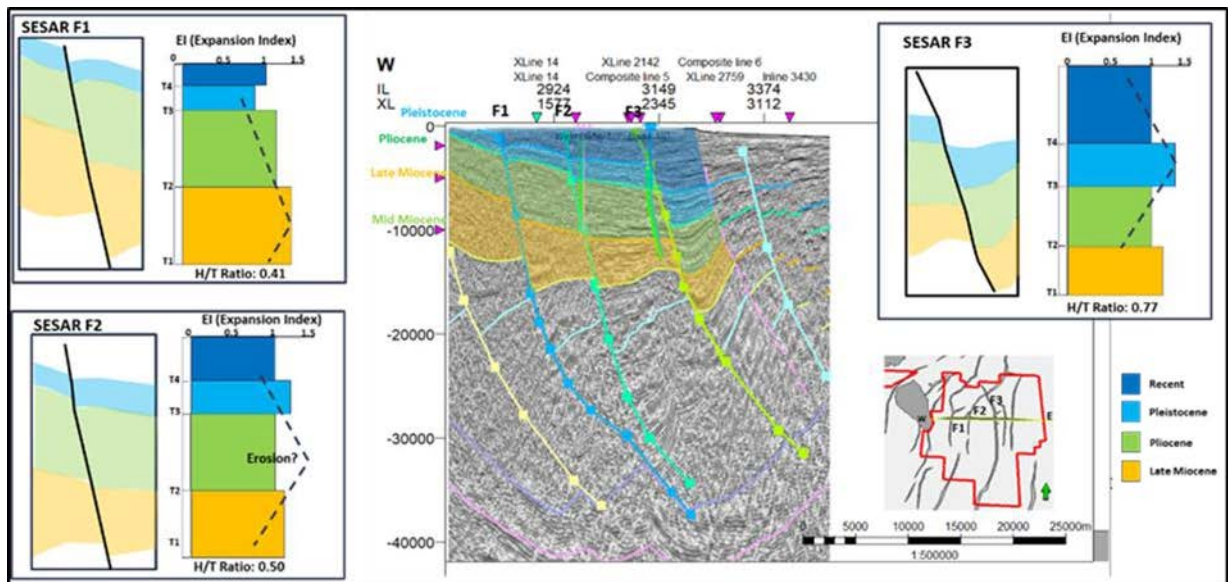 SESAR F1
EI (Expansion Index)
0 0.5 1 1.5
T4
T3
T2
T1
H/T Ratio: 0.41
SESAR F2
EI (Expansion Index)
0 0.5 1 1.5
T4
T3
Erosion?
T2
T1
H/T Ratio: 0.50
W
XLine 14 XLine 2142 Composite line 6
XLine 14 Composite line 5 XLine 2759 Inline 3430
IL 2924 3149 3374
XL 1577 2345 3112
Pleistocene F1 F2 F3
0
Pliocene
Late Miocene
Mid Miocene
-10000
-20000
-30000
-40000
SESAR F3
EI (Expansion Index)
0 0.5 1 1.5
T4
T3
T2
T1
H/T Ratio: 0.77
F3
F2
W E
F1
0 5000 10000 15000 20000 25000m
1:500000
Recent
Pleistocene
Pliocene
Late Miocene